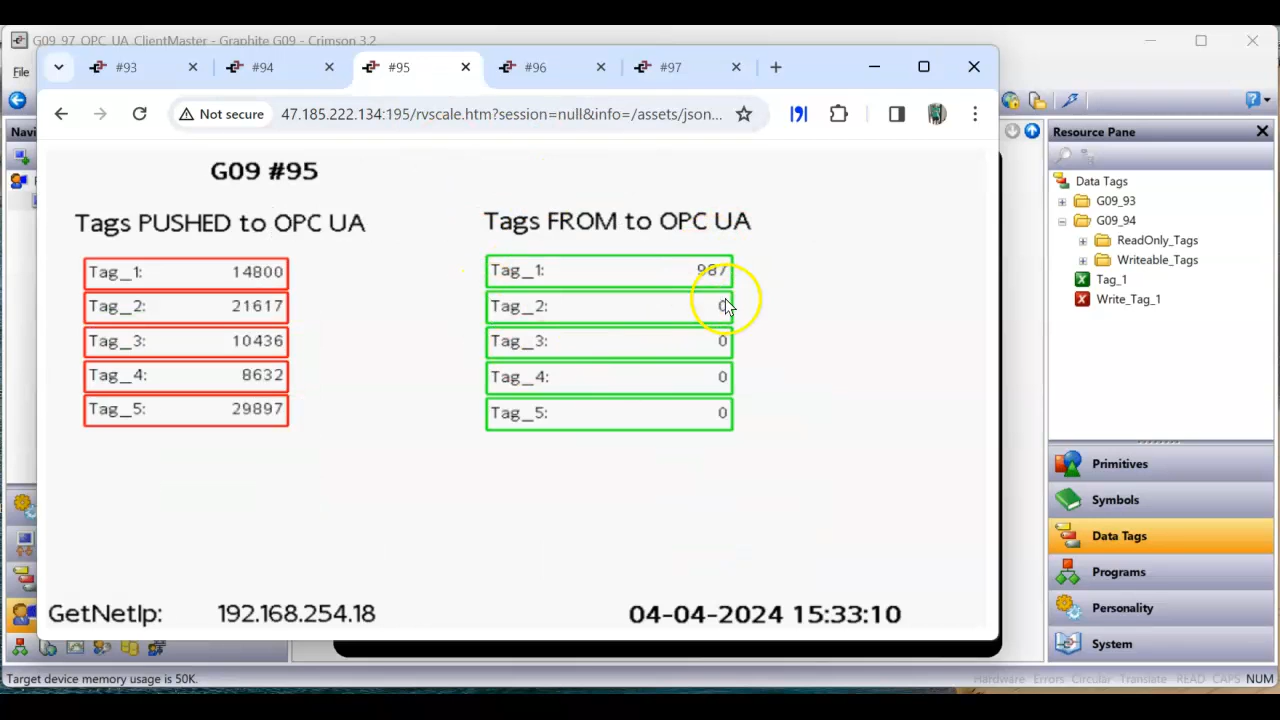 G09_97_OPC_UA_ClientMaster - Graphite G09 - Crimson 3.2
#93
#94
#95
#96
#97
File
Not secure
47.185.222.134:195/rvscale.htm?session=null&info=/assets/json...
Navi
Resource Pane
G09 #95
Data Tags
G09_93
G09_94
ReadOnly_Tags
Writeable_Tags
Tag_1
Write_Tag_1
Tags PUSHED to OPC UA
Tags FROM to OPC UA
Tag_1: 14800
Tag_1: 987
Tag_2: 21617
Tag_2: 0
Tag_3: 10436
Tag_3: 0
Tag_4: 8632
Tag_4: 0
Tag_5: 29897
Tag_5: 0
Primitives
Symbols
Data Tags
Programs
Personality
System
GetNetIp: 192.168.254.18
04-04-2024 15:33:10
Target device memory usage is 50K.
Hardware Errors Circular Translate READ CAPS NUM